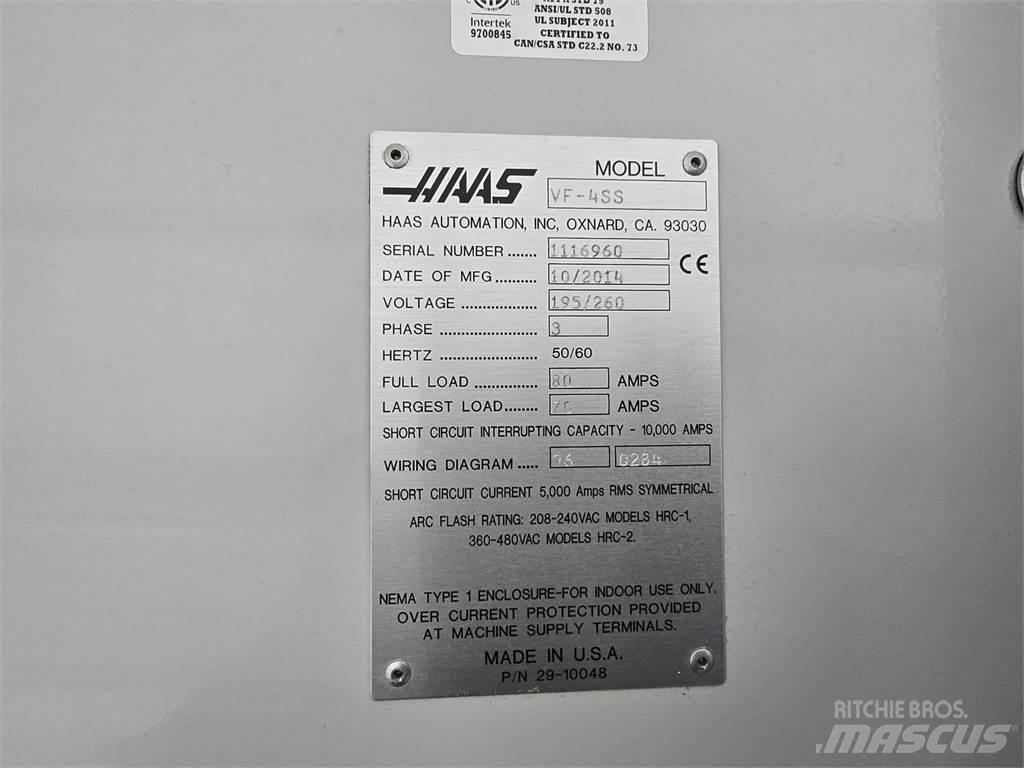 C US
Intertek
9700845
ANSI/UL STD 508
UL SUBJECT 2011
CERTIFIED TO
CAN/CSA STD C22.2 NO. 73
HAAS
MODEL
VF-4SS
HAAS AUTOMATION, INC, OXNARD, CA. 93030
SERIAL NUMBER ....... 1116960
CE
DATE OF MFG.......... 10/2014
VOLTAGE .................. 195/260
PHASE ....................... 3
HERTZ ....................... 50/60
FULL LOAD ............... 80 AMPS
LARGEST LOAD........ 70 AMPS
SHORT CIRCUIT INTERRUPTING CAPACITY - 10,000 AMPS
WIRING DIAGRAM ..... 96 0284
SHORT CIRCUIT CURRENT 5,000 Amps RMS SYMMETRICAL
ARC FLASH RATING: 208-240VAC MODELS HRC-1,
360-480VAC MODELS HRC-2.
NEMA TYPE 1 ENCLOSURE-FOR INDOOR USE ONLY.
OVER CURRENT PROTECTION PROVIDED
AT MACHINE SUPPLY TERMINALS.
MADE IN U.S.A.
P/N 29-10048
RITCHIE BROS.
MASCUS